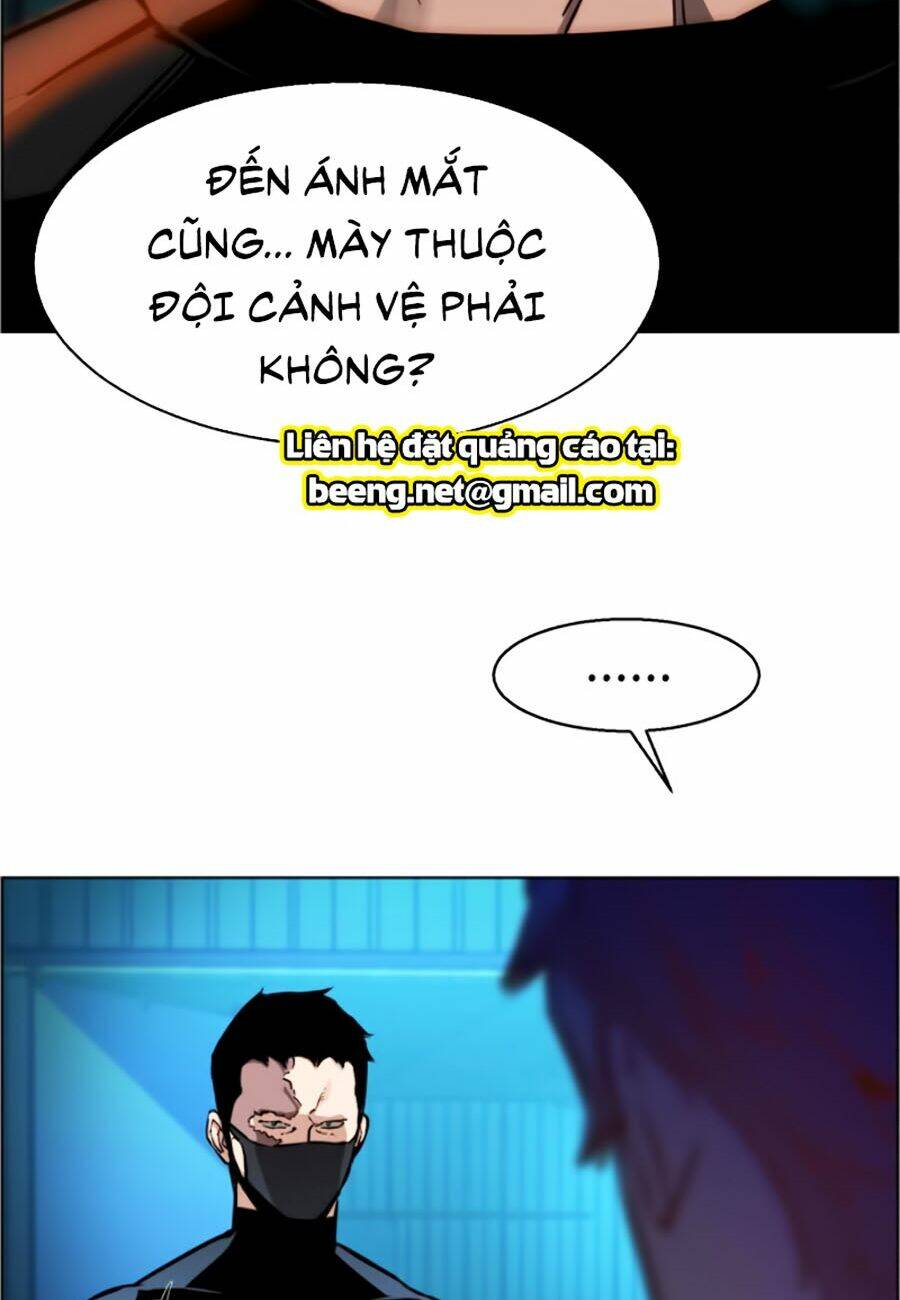 ĐẾN ÁNH MẮT
CŨNG... MÀY THUỘC
ĐỘI CẢNH VỆ PHẢI
KHÔNG?
Liên hệ đặt quảng cáo tại:
beeng.net@gmail.com
......